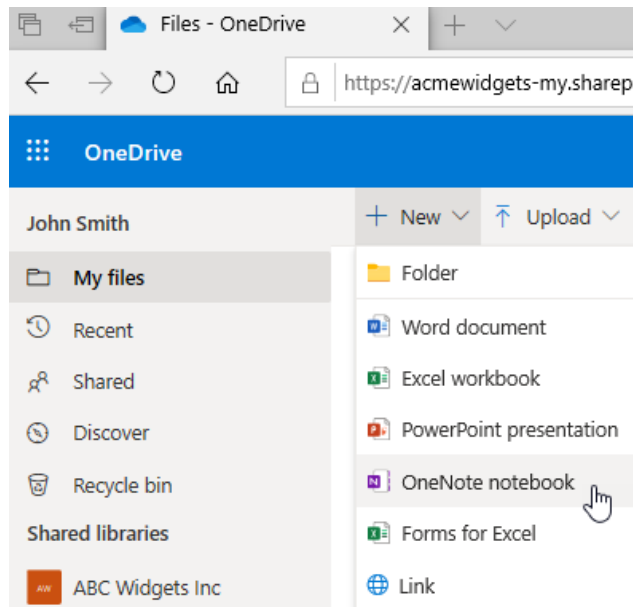 Files - OneDrive
https://acmewidgets-my.sharep
OneDrive
John Smith
+ New
Upload
My files
Folder
Recent
Word document
Shared
Excel workbook
Discover
PowerPoint presentation
Recycle bin
OneNote notebook
Shared libraries
Forms for Excel
AW ABC Widgets Inc
Link